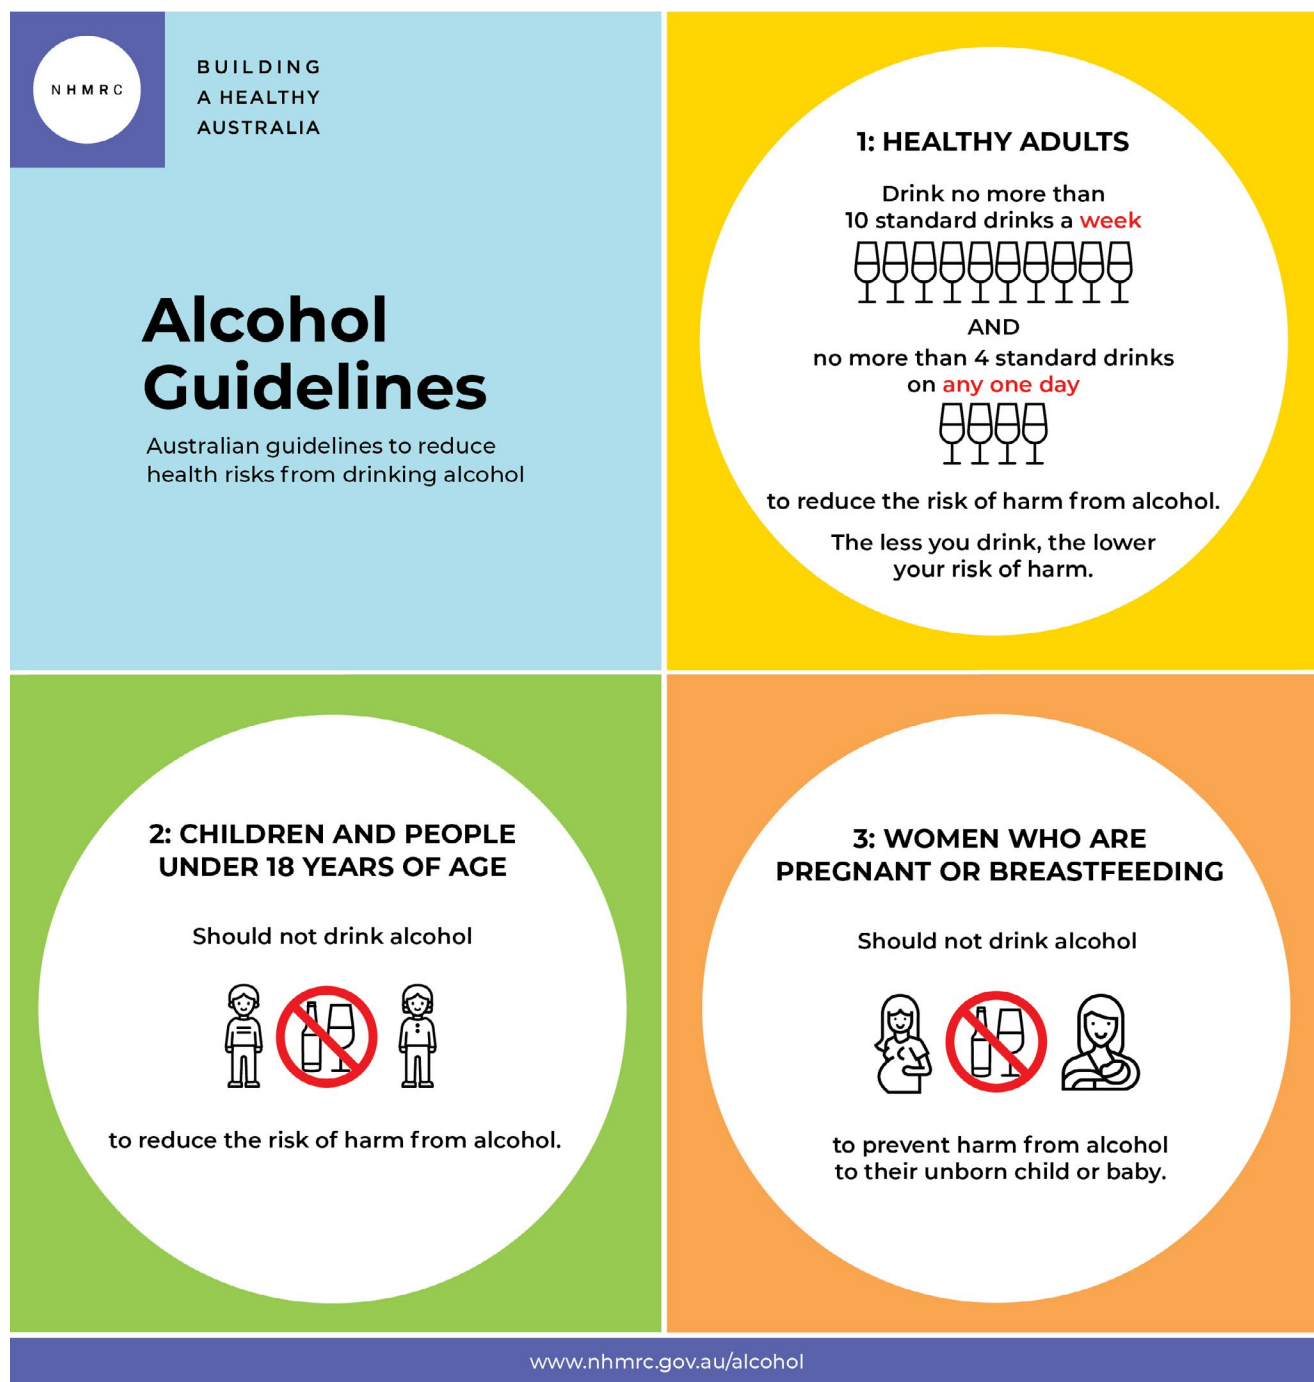 NHMRC
BUILDING
A HEALTHY
AUSTRALIA
Alcohol
Guidelines
Australian guidelines to reduce
health risks from drinking alcohol
1: HEALTHY ADULTS
Drink no more than
10 standard drinks a week
AND
no more than 4 standard drinks
on any one day
to reduce the risk of harm from alcohol.
The less you drink, the lower
your risk of harm.
2: CHILDREN AND PEOPLE
UNDER 18 YEARS OF AGE
Should not drink alcohol
to reduce the risk of harm from alcohol.
3: WOMEN WHO ARE
PREGNANT OR BREASTFEEDING
Should not drink alcohol
to prevent harm from alcohol
to their unborn child or baby.
www.nhmrc.gov.au/alcohol